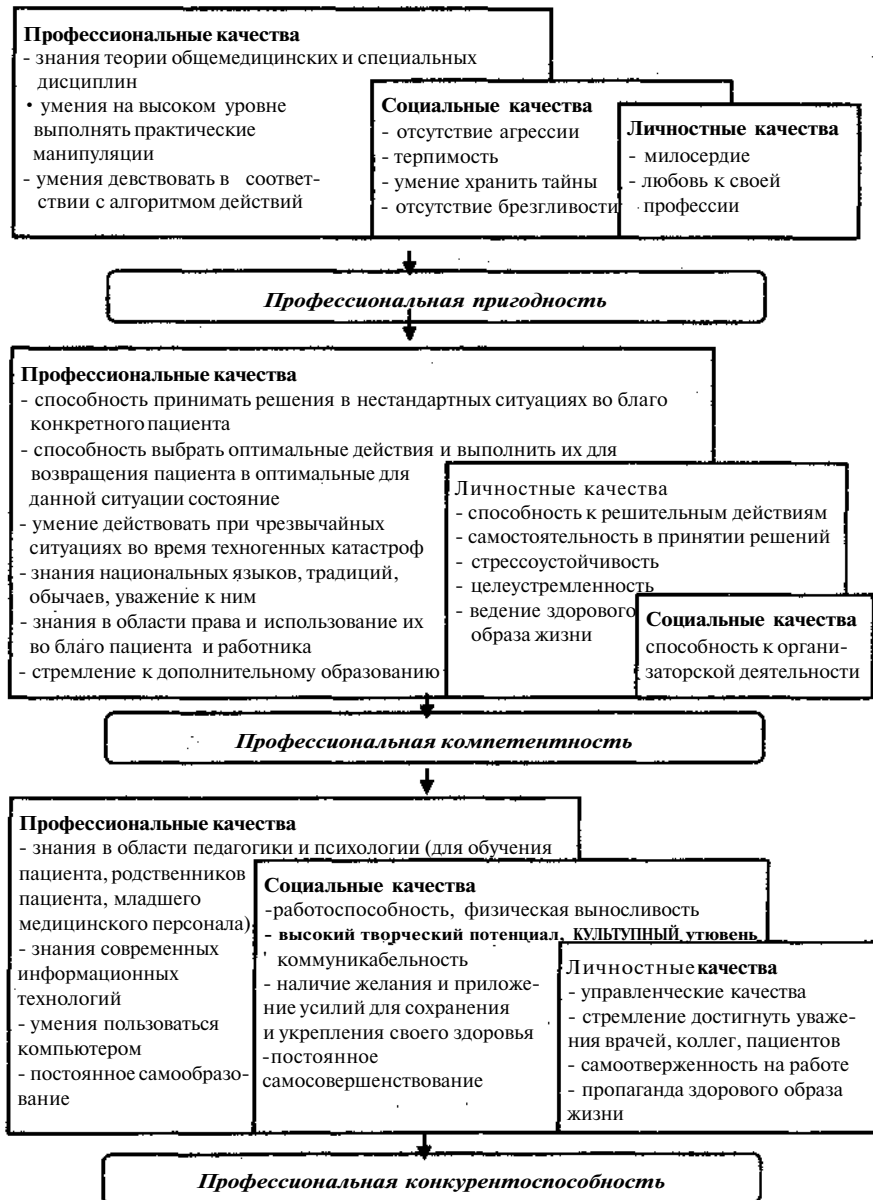 Профессиональные качества
- знания теории общемедицинских и специальных
дисциплин
• умения на высоком уровне
выполнять практические
манипуляции
- умения девствовать в соответ-
ствии с алгоритмом действий
Социальные качества
- отсутствие агрессии
- терпимость
- умение хранить тайны
- отсутствие брезгливости
Личностные качества
- милосердие
- любовь к своей
профессии
Профессиональная пригодность
Профессиональные качества
- способность принимать решения в нестандартных ситуациях во благо
конкретного пациента
- способность выбрать оптимальные действия и выполнить их для
возвращения пациента в оптимальные для
данной ситуации состояние
- умение действовать при чрезвычайных
ситуациях во время техногенных катастроф
- знания национальных языков, традиций,
обычаев, уважение к ним
- знания в области права и использование их
во благо пациента и работника
- стремление к дополнительному образованию
Личностные качества
- способность к решительным действиям
- самостоятельность в принятии решений
- стрессоустойчивость
- целеустремленность
- ведение здорового
образа жизни
Социальные качества
способность к органи-
заторской деятельности
Профессиональная компетентность
Профессиональные качества
- знания в области педагогики и психологии (для обучения
пациента, родственников
пациента, младшего
медицинского персонала)
- знания современных
информационных
технологий
- умения пользоваться
компьютером
- постоянное самообразо-
вание
Социальные качества
-работоспособность, физическая выносливость
- высокий творческий потенциал, КУЛЬТУПНЫЙ утювень
коммуникабельность
- наличие желания и приложе-
ние усилий для сохранения
и укрепления своего здоровья
-постоянное
самосовершенствование
Личностные качества
- управленческие качества
- стремление достигнуть уваже-
ния врачей, коллег, пациентов
- самоотверженность на работе
- пропаганда здорового образа
жизни
Профессиональная конкурентоспособность